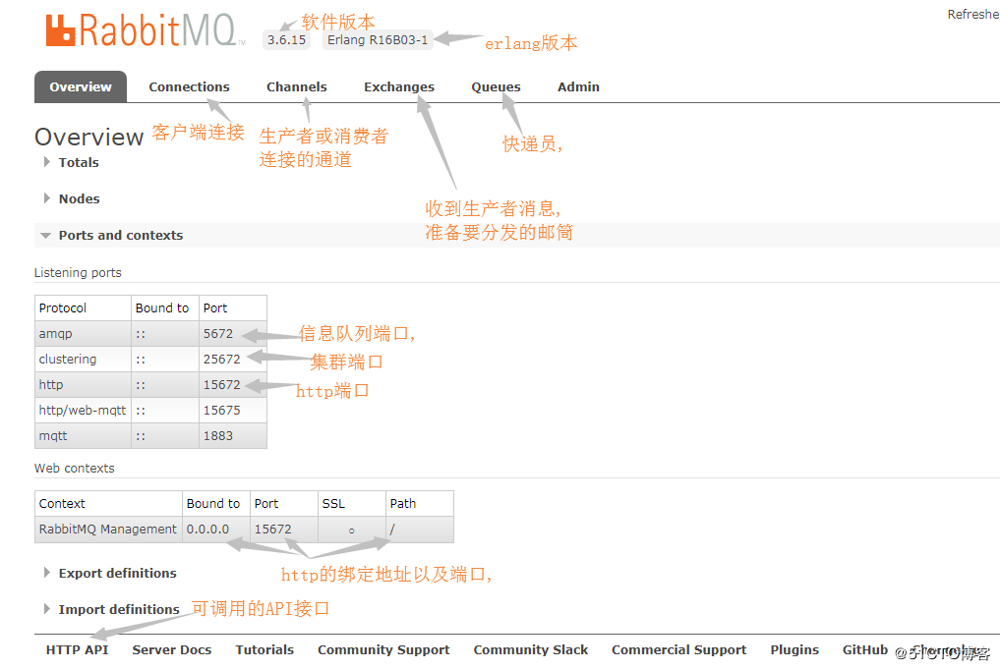 RabbitMQ TM 软件版本 Refreshe
3.6.15 Erlang R16B03-1 erlang版本
Overview Connections Channels Exchanges Queues Admin
Overview 客户端连接 生产者或消费者
连接的通道
快递员,
Totals
Nodes
收到生产者消息,
准备要分发的邮筒
Ports and contexts
Listening ports
Protocol Bound to Port
amqp :: 5672 信息队列端口,
clustering :: 25672 集群端口
http :: 15672 http端口
http/web-mqtt :: 15675
mqtt :: 1883
Web contexts
Context Bound to Port SSL Path
RabbitMQ Management 0.0.0.0 15672 ○ /
http的绑定地址以及端口,
Export definitions
Import definitions 可调用的API接口
HTTP API Server Docs Tutorials Community Support Community Slack Commercial Support Plugins GitHub Changelog
@51CTO博客